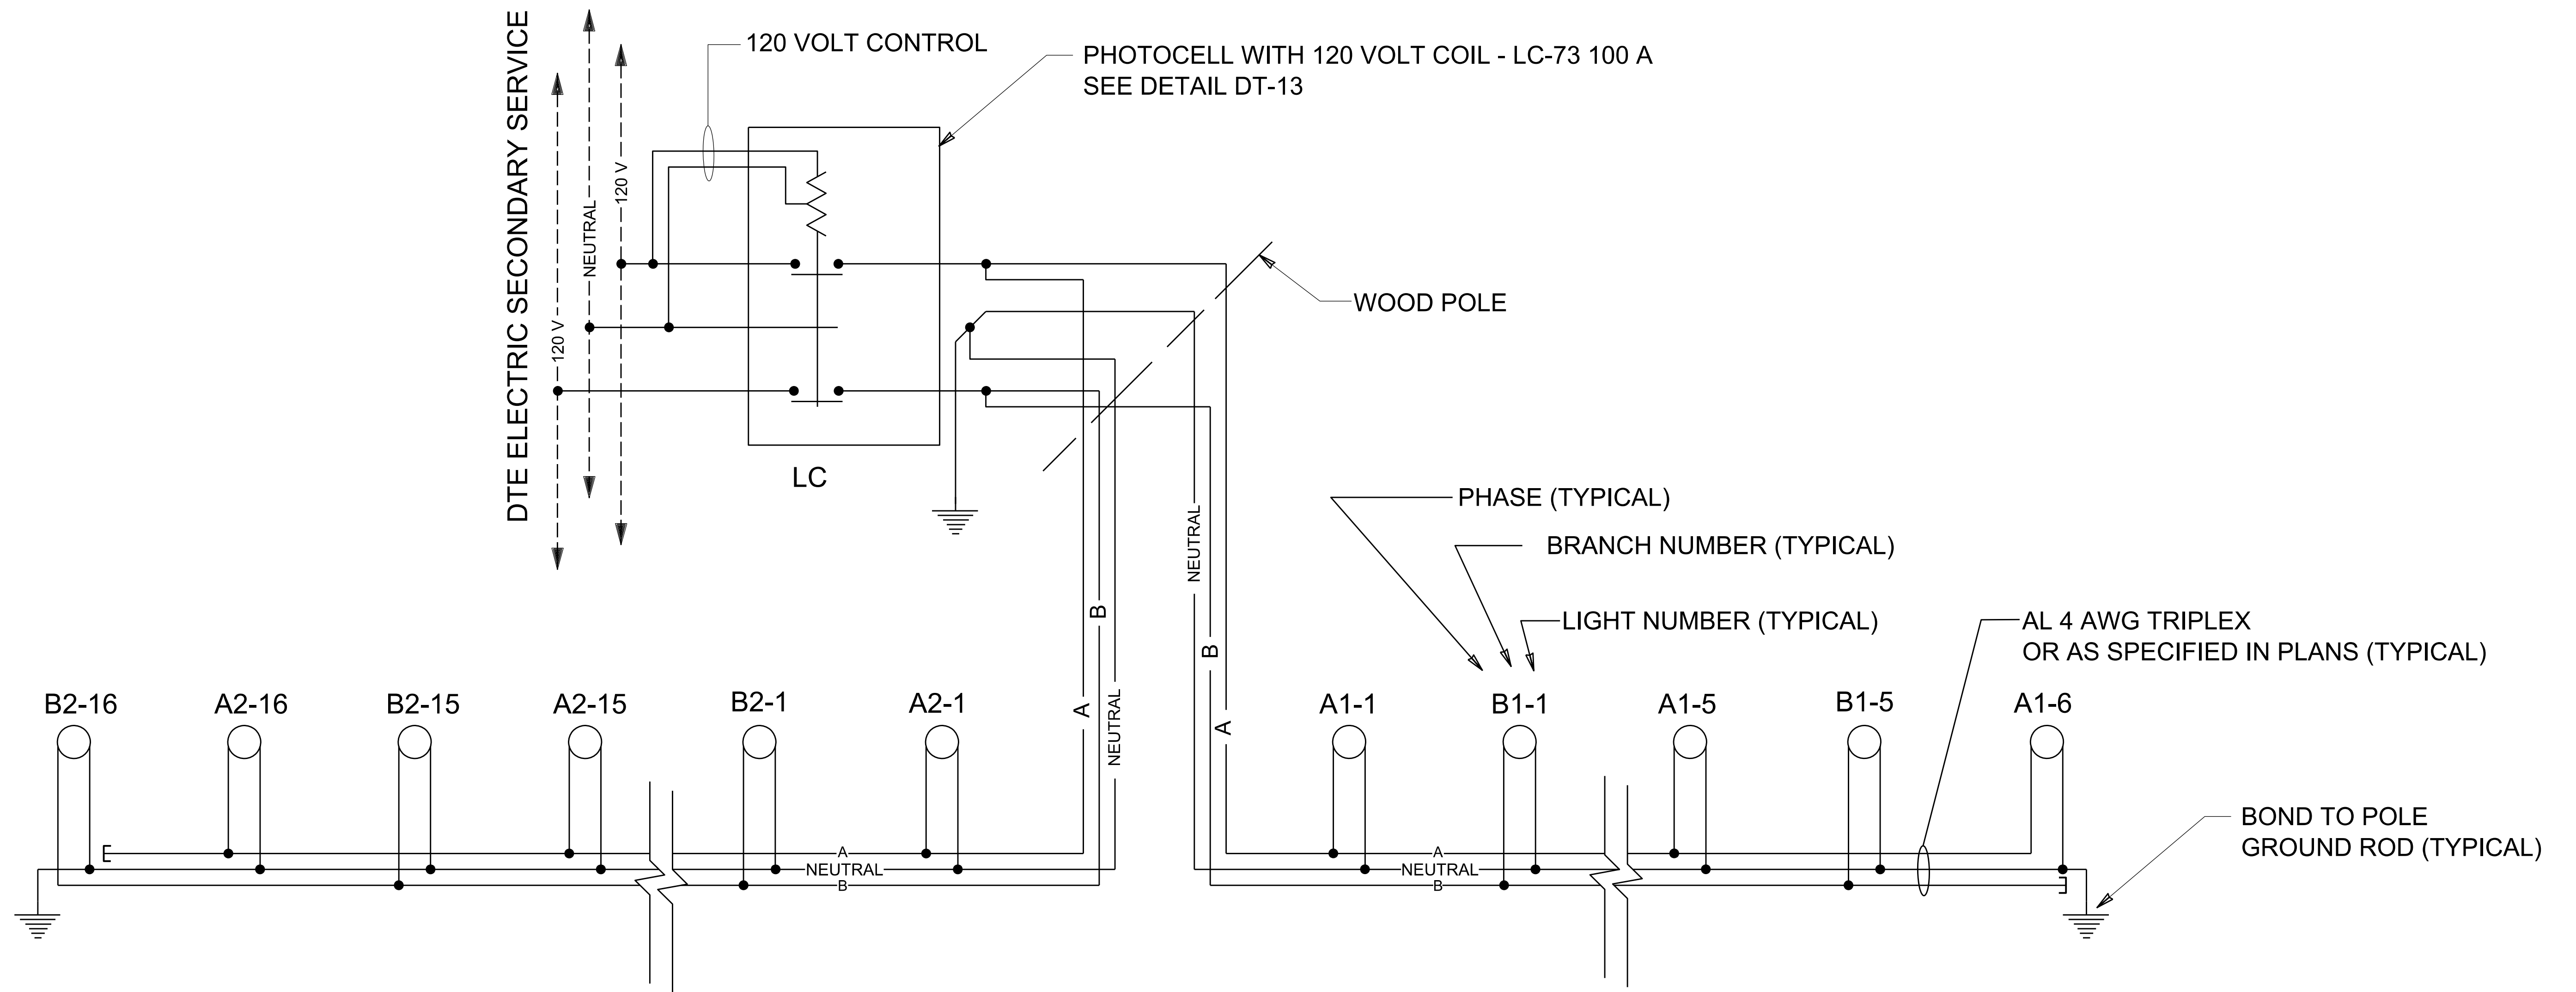 DTE ELECTRIC SECONDARY SERVICE
120 VOLT CONTROL
PHOTOCELL WITH 120 VOLT COIL - LC-73 100 A
SEE DETAIL DT-13
120 V
NEUTRAL
120 V
LC
WOOD POLE
PHASE (TYPICAL)
BRANCH NUMBER (TYPICAL)
LIGHT NUMBER (TYPICAL)
AL 4 AWG TRIPLEX
OR AS SPECIFIED IN PLANS (TYPICAL)
NEUTRAL
B
B
A
NEUTRAL
A
B2-16
A2-16
B2-15
A2-15
B2-1
A2-1
A1-1
B1-1
A1-5
B1-5
A1-6
A
NEUTRAL
B
A
NEUTRAL
B
BOND TO POLE
GROUND ROD (TYPICAL)